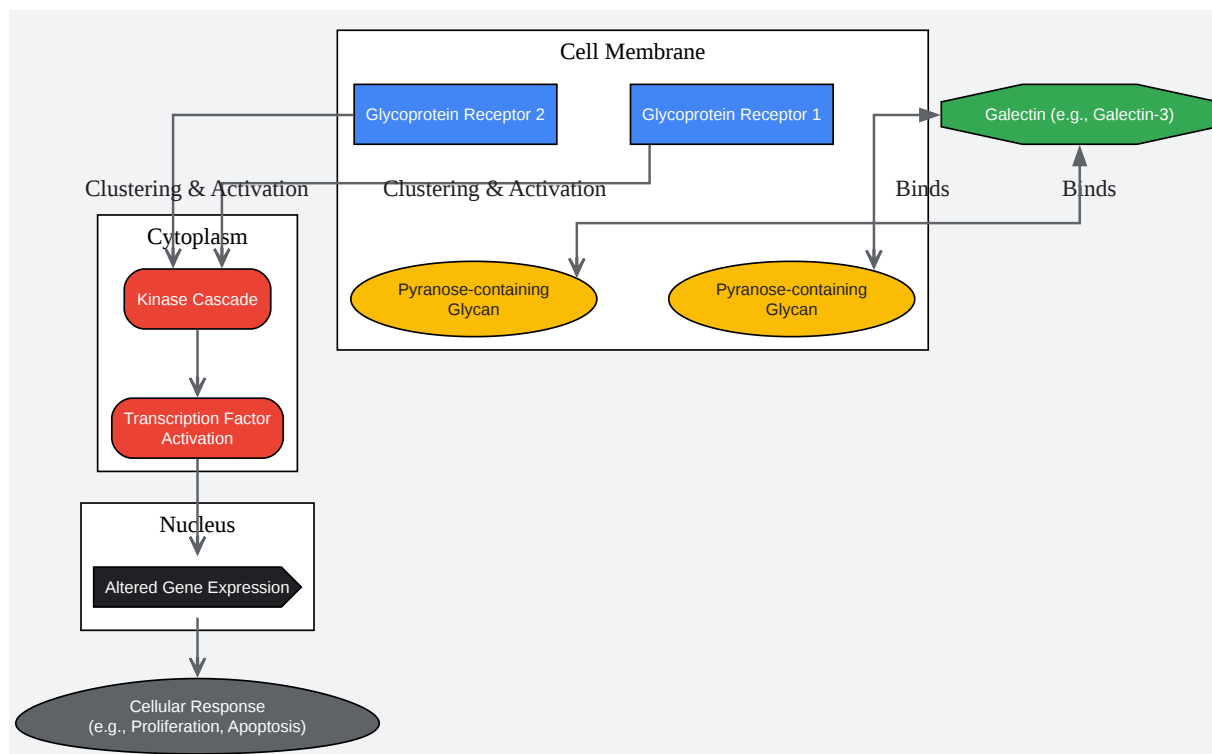 Cell Membrane
Glycoprotein Receptor 2
Glycoprotein Receptor 1
Galectin (e.g., Galectin-3)
Clustering & Activation
Clustering & Activation
Binds
Binds
Cytoplasm
Pyranose-containing
Glycan
Pyranose-containing
Glycan
Kinase Cascade
Transcription Factor
Activation
Nucleus
Altered Gene Expression
Cellular Response
(e.g., Proliferation, Apoptosis)